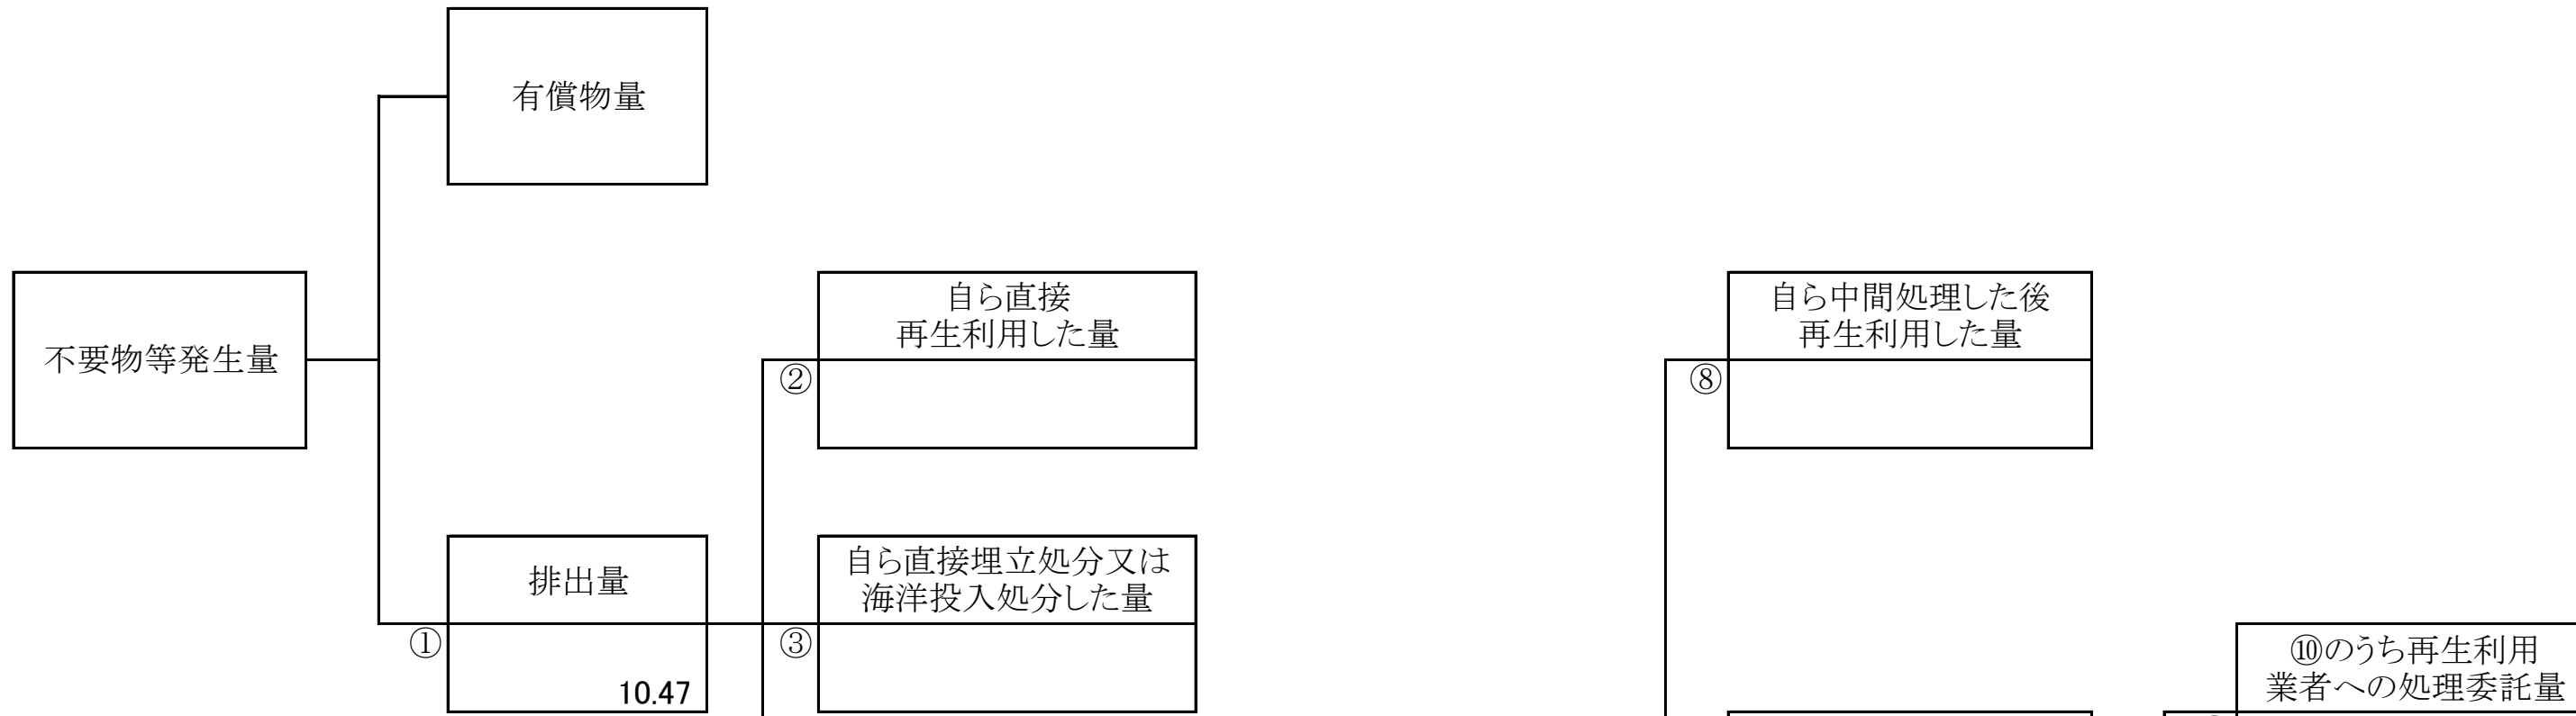 有償物量
不要物等発生量
自ら直接
再生利用した量
②
自ら中間処理した後
再生利用した量
⑧
排出量
①
10.47
自ら直接埋立処分又は
海洋投入処分した量
③
⑩のうち再生利用
業者への処理委託量